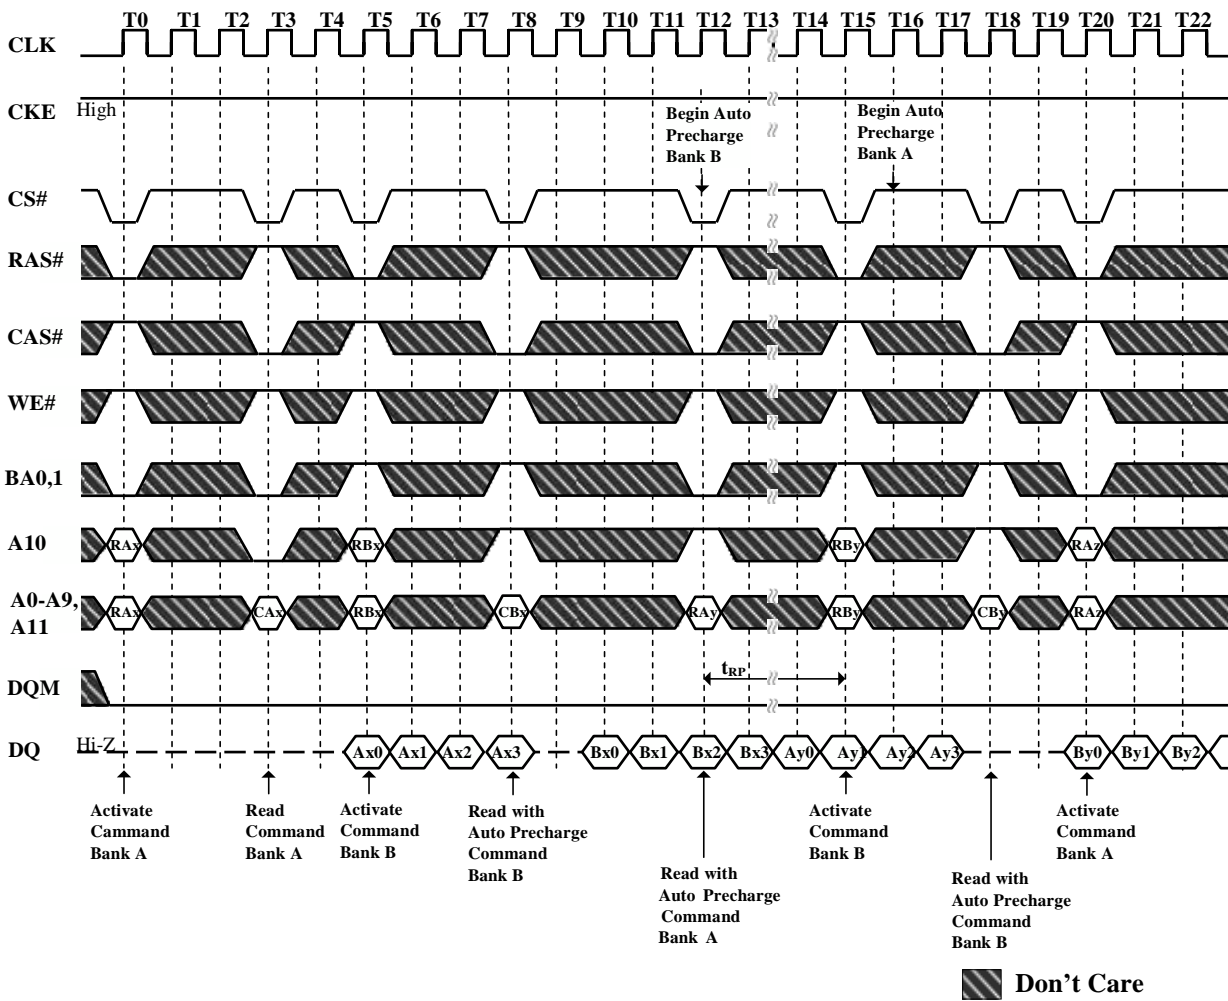 T0 T1 T2 T3 T4 T5 T6 T7 T8 T9 T10 T11 T12 T13 T14 T15 T16 T17 T18 T19 T20 T21 T22
CLK
CKE High
Begin Auto
Precharge
Bank B
Begin Auto
Precharge
Bank A
CS#
RAS#
CAS#
WE#
BA0,1
A10 RAx RBx RBy RAz
A0-A9,
A11
RAx CAx RBx CBx RAy RBy CBy RAz
DQM
tRP
DQ Hi-Z Ax0 Ax1 Ax2 Ax3 Bx0 Bx1 Bx2 Bx3 Ay0 Ay1 Ay2 Ay3 By0 By1 By2
Activate
Cammand
Bank A
Read
Command
Bank A
Activate
Command
Bank B
Read with
Auto Precharge
Command
Bank B
Read with
Auto Precharge
Command
Bank A
Activate
Command
Bank B
Read with
Auto Precharge
Command
Bank B
Activate
Command
Bank A
Don't Care